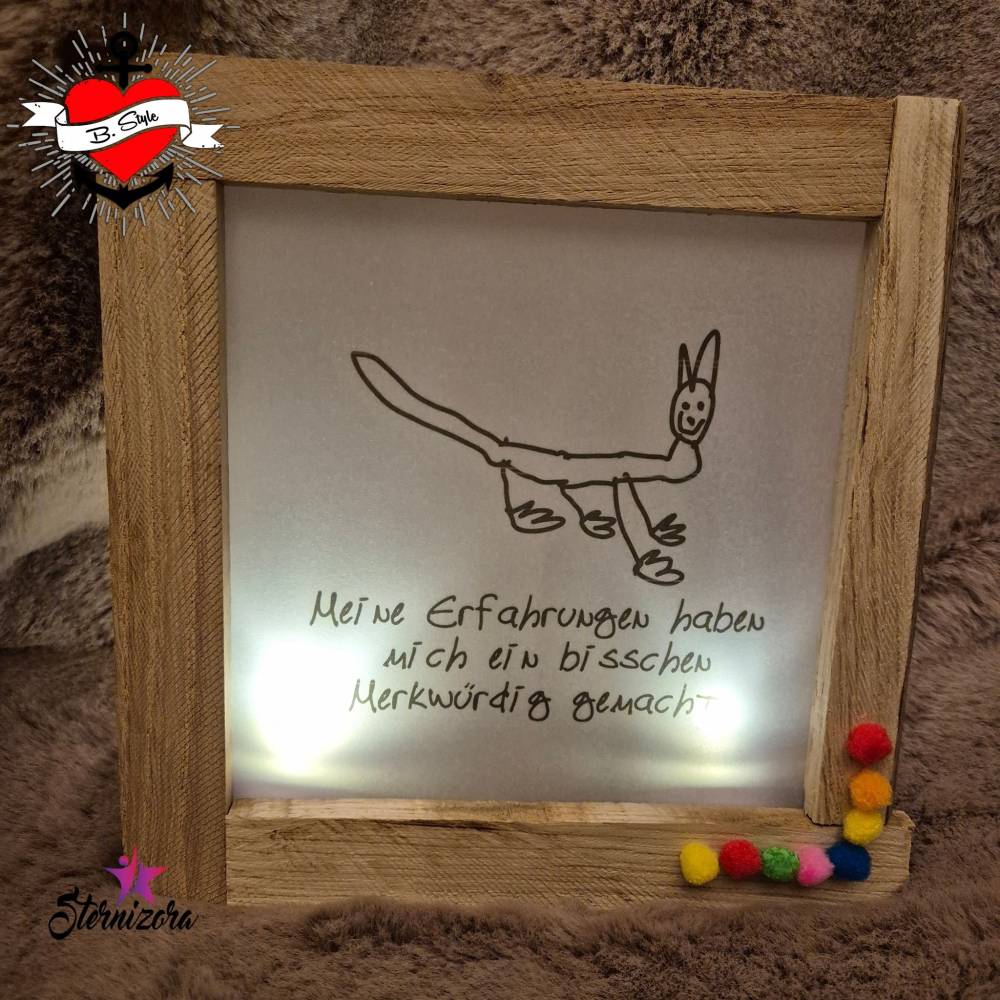 B. Style
Meine Erfahrungen haben
mich ein bisschen
Merkwürdig gemacht
Sternizora